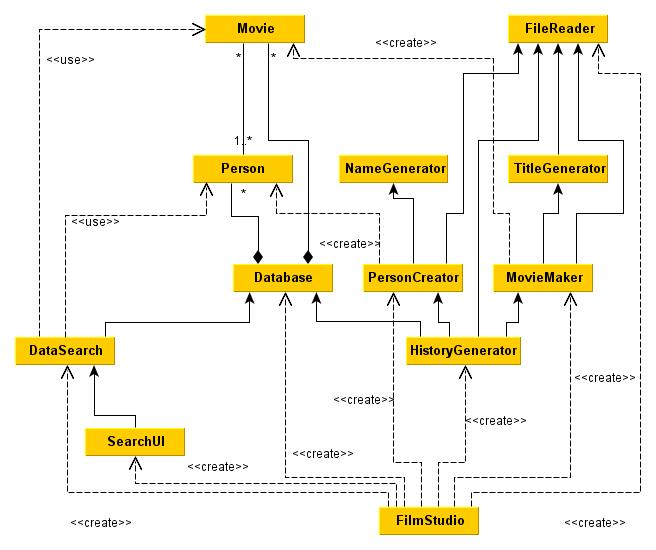 Movie
FileReader
<<create>>
<<use>>
*
*
1..*
Person
NameGenerator
TitleGenerator
*
<<use>>
<<create>>
Database
PersonCreator
MovieMaker
DataSearch
HistoryGenerator
<<create>>
<<create>>
<<create>>
SearchUI
<<create>>
<<create>>
<<create>>
FilmStudio
<<create>>
<<create>>